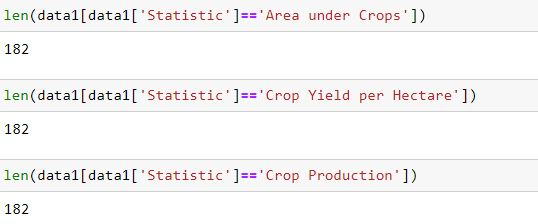 len(data1[data1['Statistic']=='Area under Crops'])
182
len(data1[data1['Statistic']=='Crop Yield per Hectare'])
182
len(data1[data1['Statistic']=='Crop Production'])
182